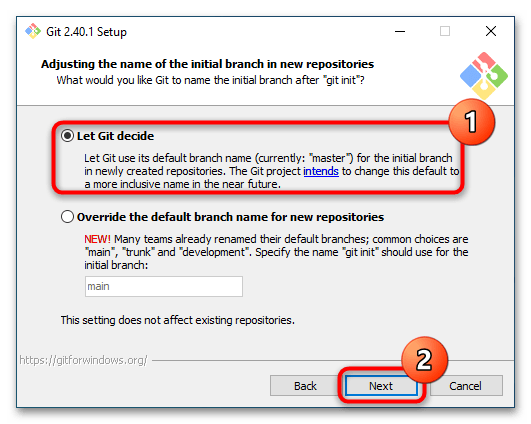 Git 2.40.1 Setup
Adjusting the name of the initial branch in new repositories
What would you like Git to name the initial branch after "git init"?
1
Let Git decide
Let Git use its default branch name (currently: "master") for the initial branch
in newly created repositories. The Git project intends to change this default to
a more inclusive name in the near future.
Override the default branch name for new repositories
NEW! Many teams already renamed their default branches; common choices are
"main", "trunk" and "development". Specify the name "git init" should use for the
initial branch:
main
This setting does not affect existing repositories.
https://gitforwindows.org/
2
Back
Next
Cancel